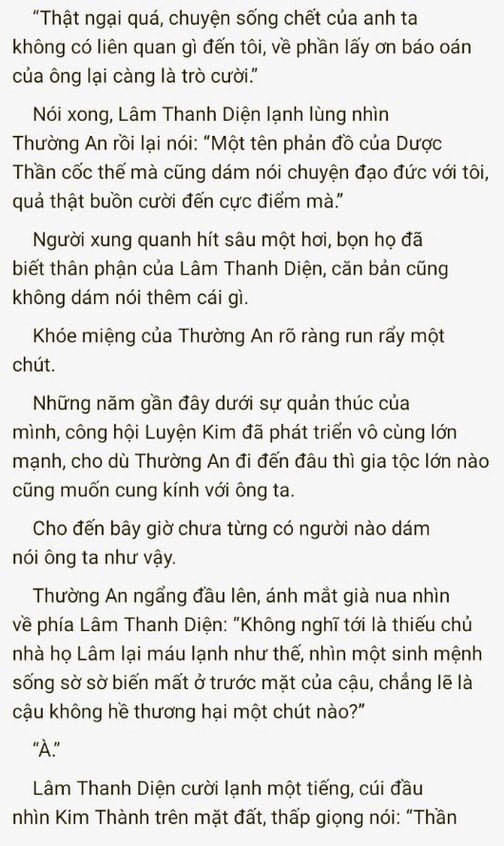 “Thật ngại quá, chuyện sống chết của anh ta
không có liên quan gì đến tôi, về phần lấy ơn báo oán
của ông lại càng là trò cười.”
Nói xong, Lâm Thanh Diện lạnh lùng nhìn
Thường An rồi lại nói: “Một tên phản đồ của Dược
Thần cốc thế mà cũng dám nói chuyện đạo đức với tôi,
quả thật buồn cười đến cực điểm mà.”
Người xung quanh hít sâu một hơi, bọn họ đã
biết thân phận của Lâm Thanh Diện, căn bản cũng
không dám nói thêm cái gì.
Khóe miệng của Thường An rõ ràng run rẩy một
chút.
Những năm gần đây dưới sự quản thúc của
mình, công hội Luyện Kim đã phát triển vô cùng lớn
mạnh, cho dù Thường An đi đến đâu thì gia tộc lớn nào
cũng muốn cung kính với ông ta.
Cho đến bây giờ chưa từng có người nào dám
nói ông ta như vậy.
Thường An ngẩng đầu lên, ánh mắt già nua nhìn
về phía Lâm Thanh Diện: “Không nghĩ tới là thiếu chủ
nhà họ Lâm lại máu lạnh như thế, nhìn một sinh mệnh
sống sờ sờ biến mất ở trước mặt của cậu, chẳng lẽ là
cậu không hề thương hại một chút nào?”
“À.”
Lâm Thanh Diện cười lạnh một tiếng, cúi đầu
nhìn Kim Thành trên mặt đất, thấp giọng nói: “Thần